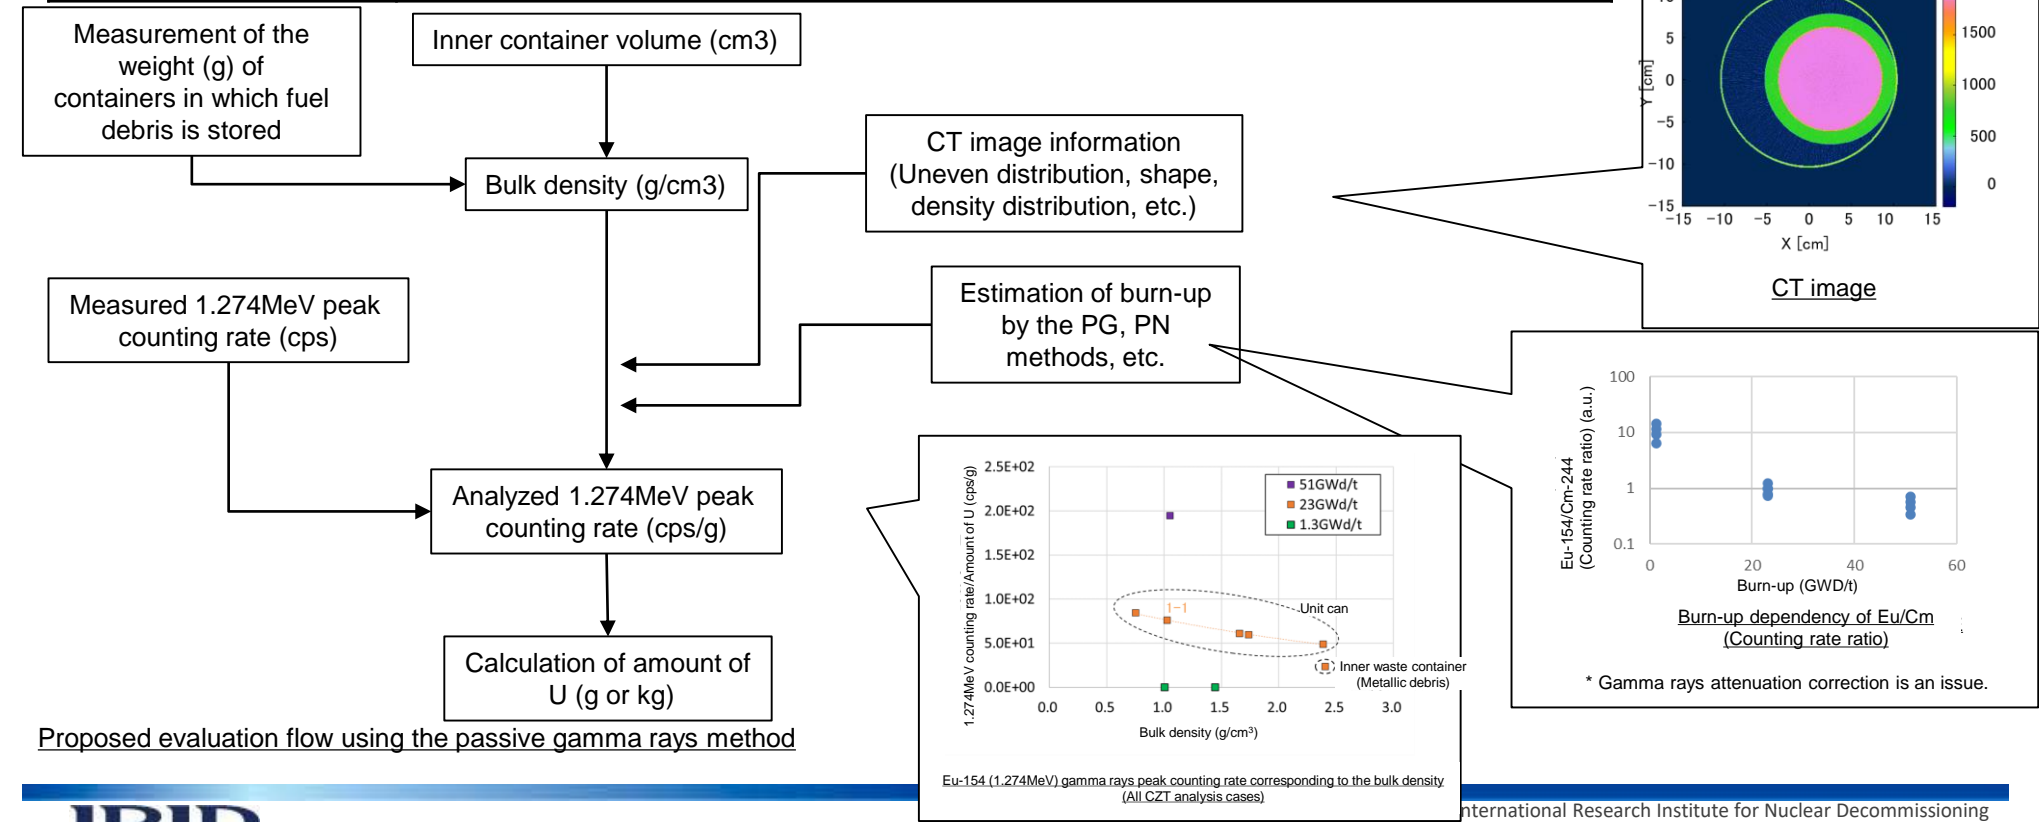 Measurement of the
weight (g) of
containers in which fuel
debris is stored
Inner container volume (cm3)
Bulk density (g/cm3)
CT image information
(Uneven distribution, shape,
density distribution, etc.)
Measured 1.274MeV peak
counting rate (cps)
Estimation of burn-up
by the PG, PN
methods, etc.
Analyzed 1.274MeV peak
counting rate (cps/g)
Calculation of amount of
U (g or kg)
Proposed evaluation flow using the passive gamma rays method
Y [cm]
5
0
-5
-10
-15
-15 -10 -5 0 5 10 15
X [cm]
1500
1000
500
0
CT image
Eu-154/Cm-244
(Counting rate ratio) (a.u.)
100
10
1
0.1
0 20 40 60
Burn-up (GWD/t)
Burn-up dependency of Eu/Cm
(Counting rate ratio)
* Gamma rays attenuation correction is an issue.
1.274MeV counting rate/Amount of U (cps/g)
2.5E+02
2.0E+02
1.5E+02
1.0E+02
5.0E+01
0.0E+00
51GWd/t
23GWd/t
1.3GWd/t
1-1
Unit can
Inner waste container
(Metallic debris)
0.0 0.5 1.0 1.5 2.0 2.5 3.0
Bulk density (g/cm³)
Eu-154 (1.274MeV) gamma rays peak counting rate corresponding to the bulk density
(All CZT analysis cases)
IRID
nternational Research Institute for Nuclear Decommissioning